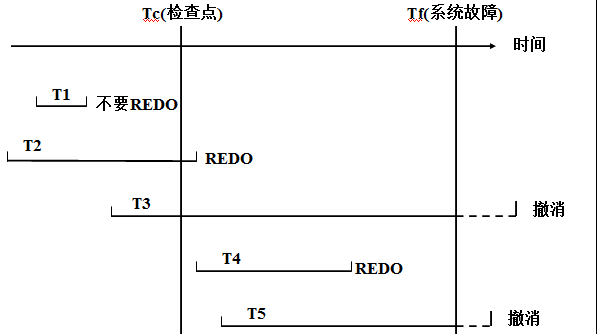 Tc(检查点) Tf(系统故障)
时间
T1 不要REDO
T2 REDO
T3 撤消
T4 REDO
T5 撤消